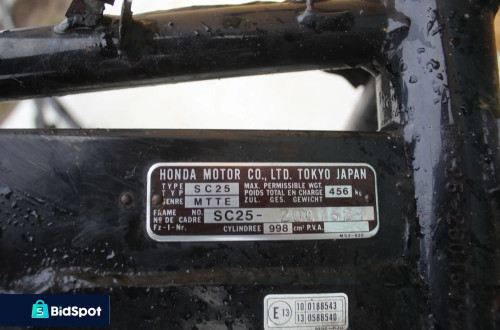 HONDA MOTOR CO., LTD. TOKYO JAPAN
TYPE
TYP SC25 MAX. PERMISSIBLE WGT.
POIDS TOTAL EN CHARGE 456 kg
GENRE MTTE ZUL. GES. GEWICHT
FRAME NO.
Nº DE CADRE SC25-
Fz-I-Nr. CYLINDREE 998 cm³ P.V.A.
E 13 10 0188543
13 0588540
BidSpot